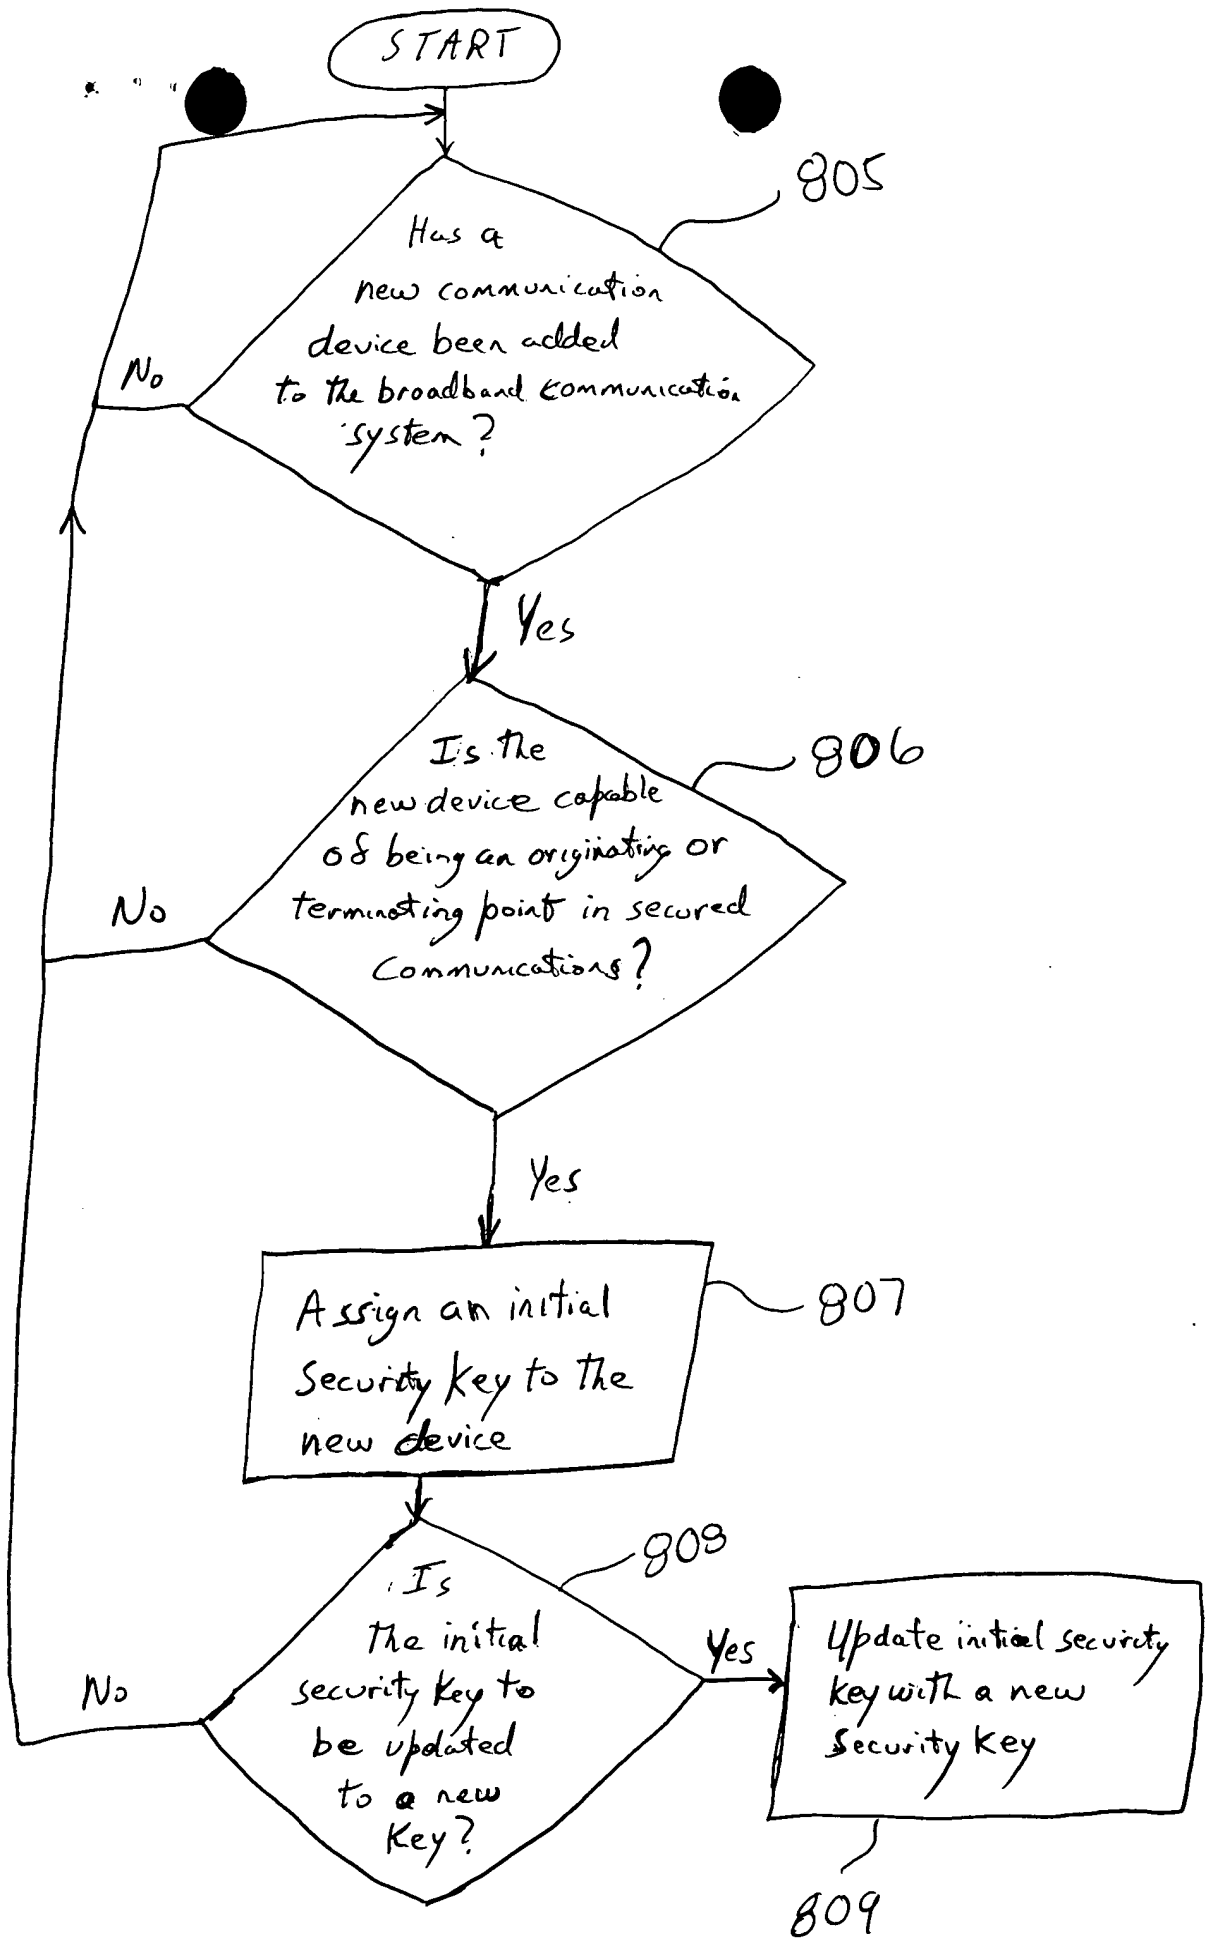 START
805
Has a
new communication
device been added
to the broadband communication
system?
No
Yes
806
Is the
new device capable
of being an originating or
terminating point in secured
communications?
No
Yes
Assign an initial
security key to the
new device
807
808
Is
the initial
security key to
be updated
to a new
key?
No
Yes
Update initial security
key with a new
security key
809